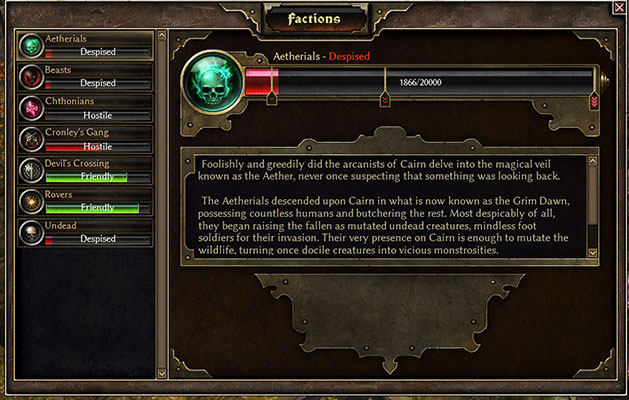 Factions
Aetherials
Despised
Beasts
Despised
Chthonians
Hostile
Cronley's Gang
Hostile
Devil's Crossing
Friendly
Rovers
Friendly
Undead
Despised
Aetherials - Despised
1866/20000
Foolishly and greedily did the arcanists of Cairn delve into the magical veil
known as the Aether, never once suspecting that something was looking back.
The Aetherials descended upon Cairn in what is now known as the Grim Dawn,
possessing countless humans and butchering the rest. Most despicably of all,
they began raising the fallen as mutated undead creatures, mindless foot
soldiers for their invasion. Their very presence on Cairn is enough to mutate the
wildlife, turning once docile creatures into vicious monstrosities.